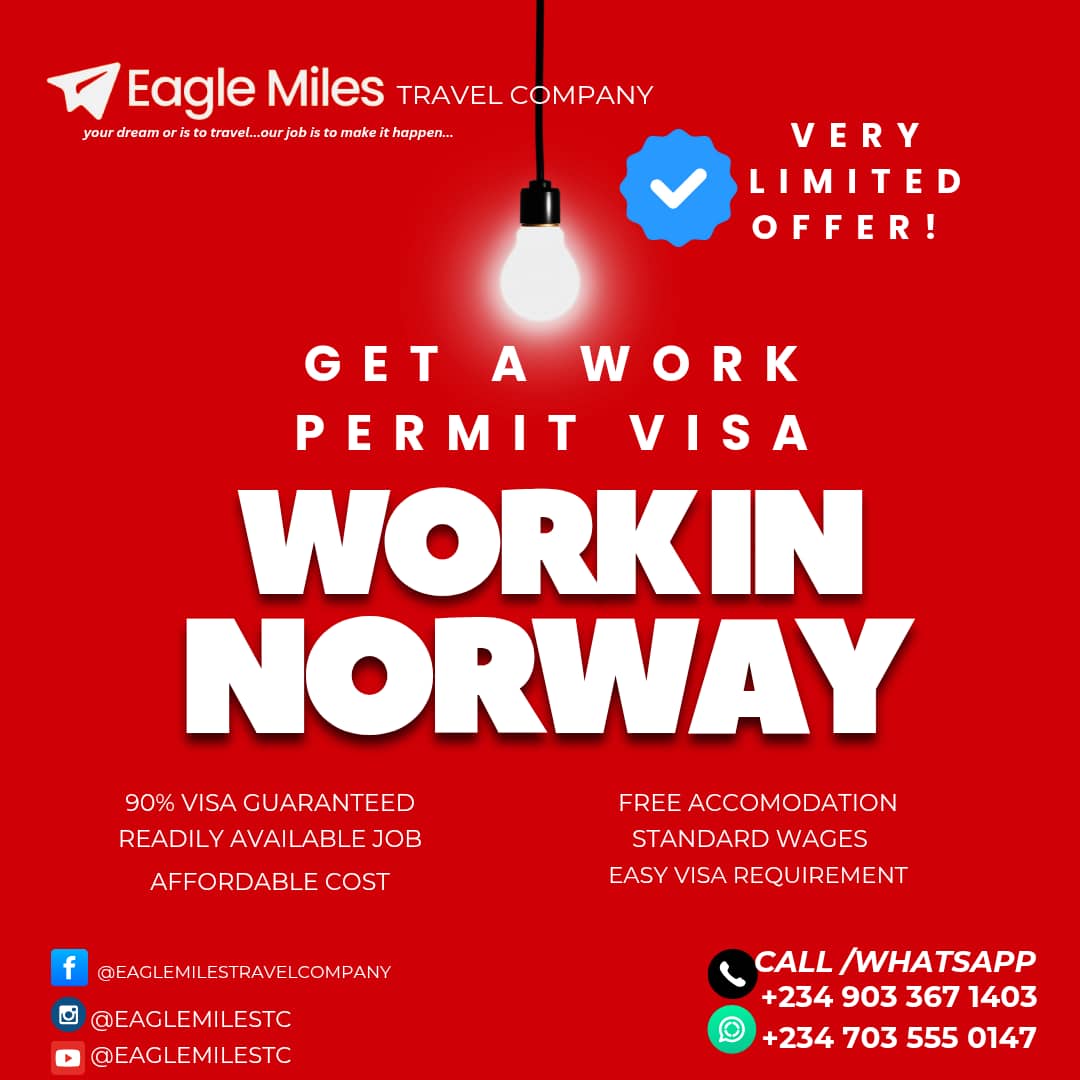 Eagle Miles TRAVEL COMPANY
your dream or is to travel...our job is to make it happen...
VERY
LIMITED
OFFER!
GET A WORK
PERMIT VISA
WORK IN
NORWAY
90% VISA GUARANTEED
READILY AVAILABLE JOB
AFFORDABLE COST
FREE ACCOMODATION
STANDARD WAGES
EASY VISA REQUIREMENT
@EAGLEMILESTRAVELCOMPANY
@EAGLEMILESTC
@EAGLEMILESTC
CALL /WHATSAPP
+234 903 367 1403
+234 703 555 0147